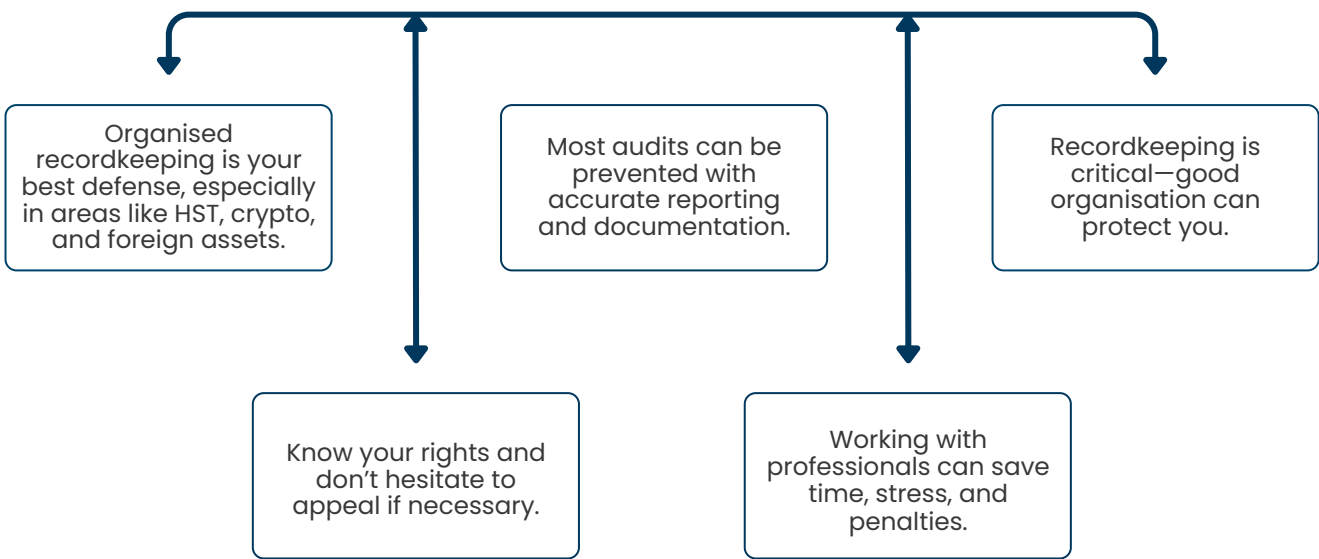 Organised
recordkeeping is your
best defense, especially
in areas like HST, crypto,
and foreign assets.
Most audits can be
prevented with
accurate reporting
and documentation.
Recordkeeping is
critical—good
organisation can
protect you.
Know your rights and
don’t hesitate to
appeal if necessary.
Working with
professionals can save
time, stress, and
penalties.